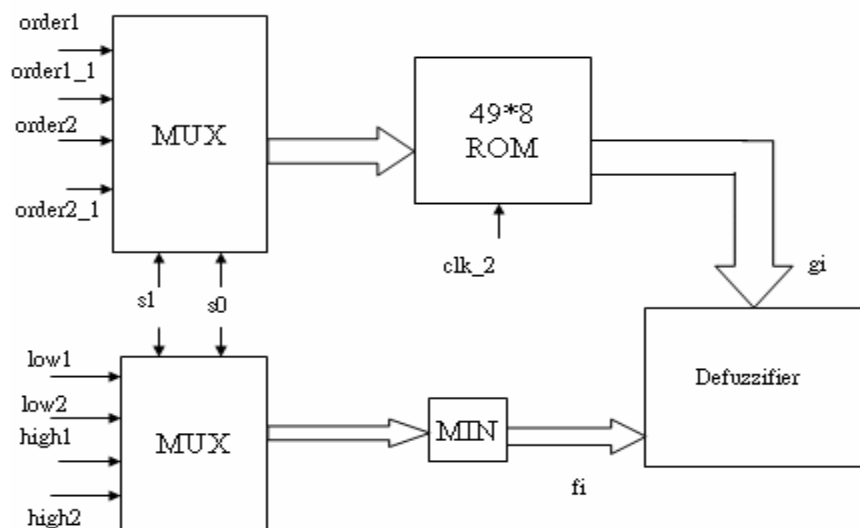 order1
order1_1
order2
order2_1
MUX
49*8
ROM
clk_2
gi
s1
s0
low1
low2
high1
high2
MUX
MIN
fi
Defuzzifier